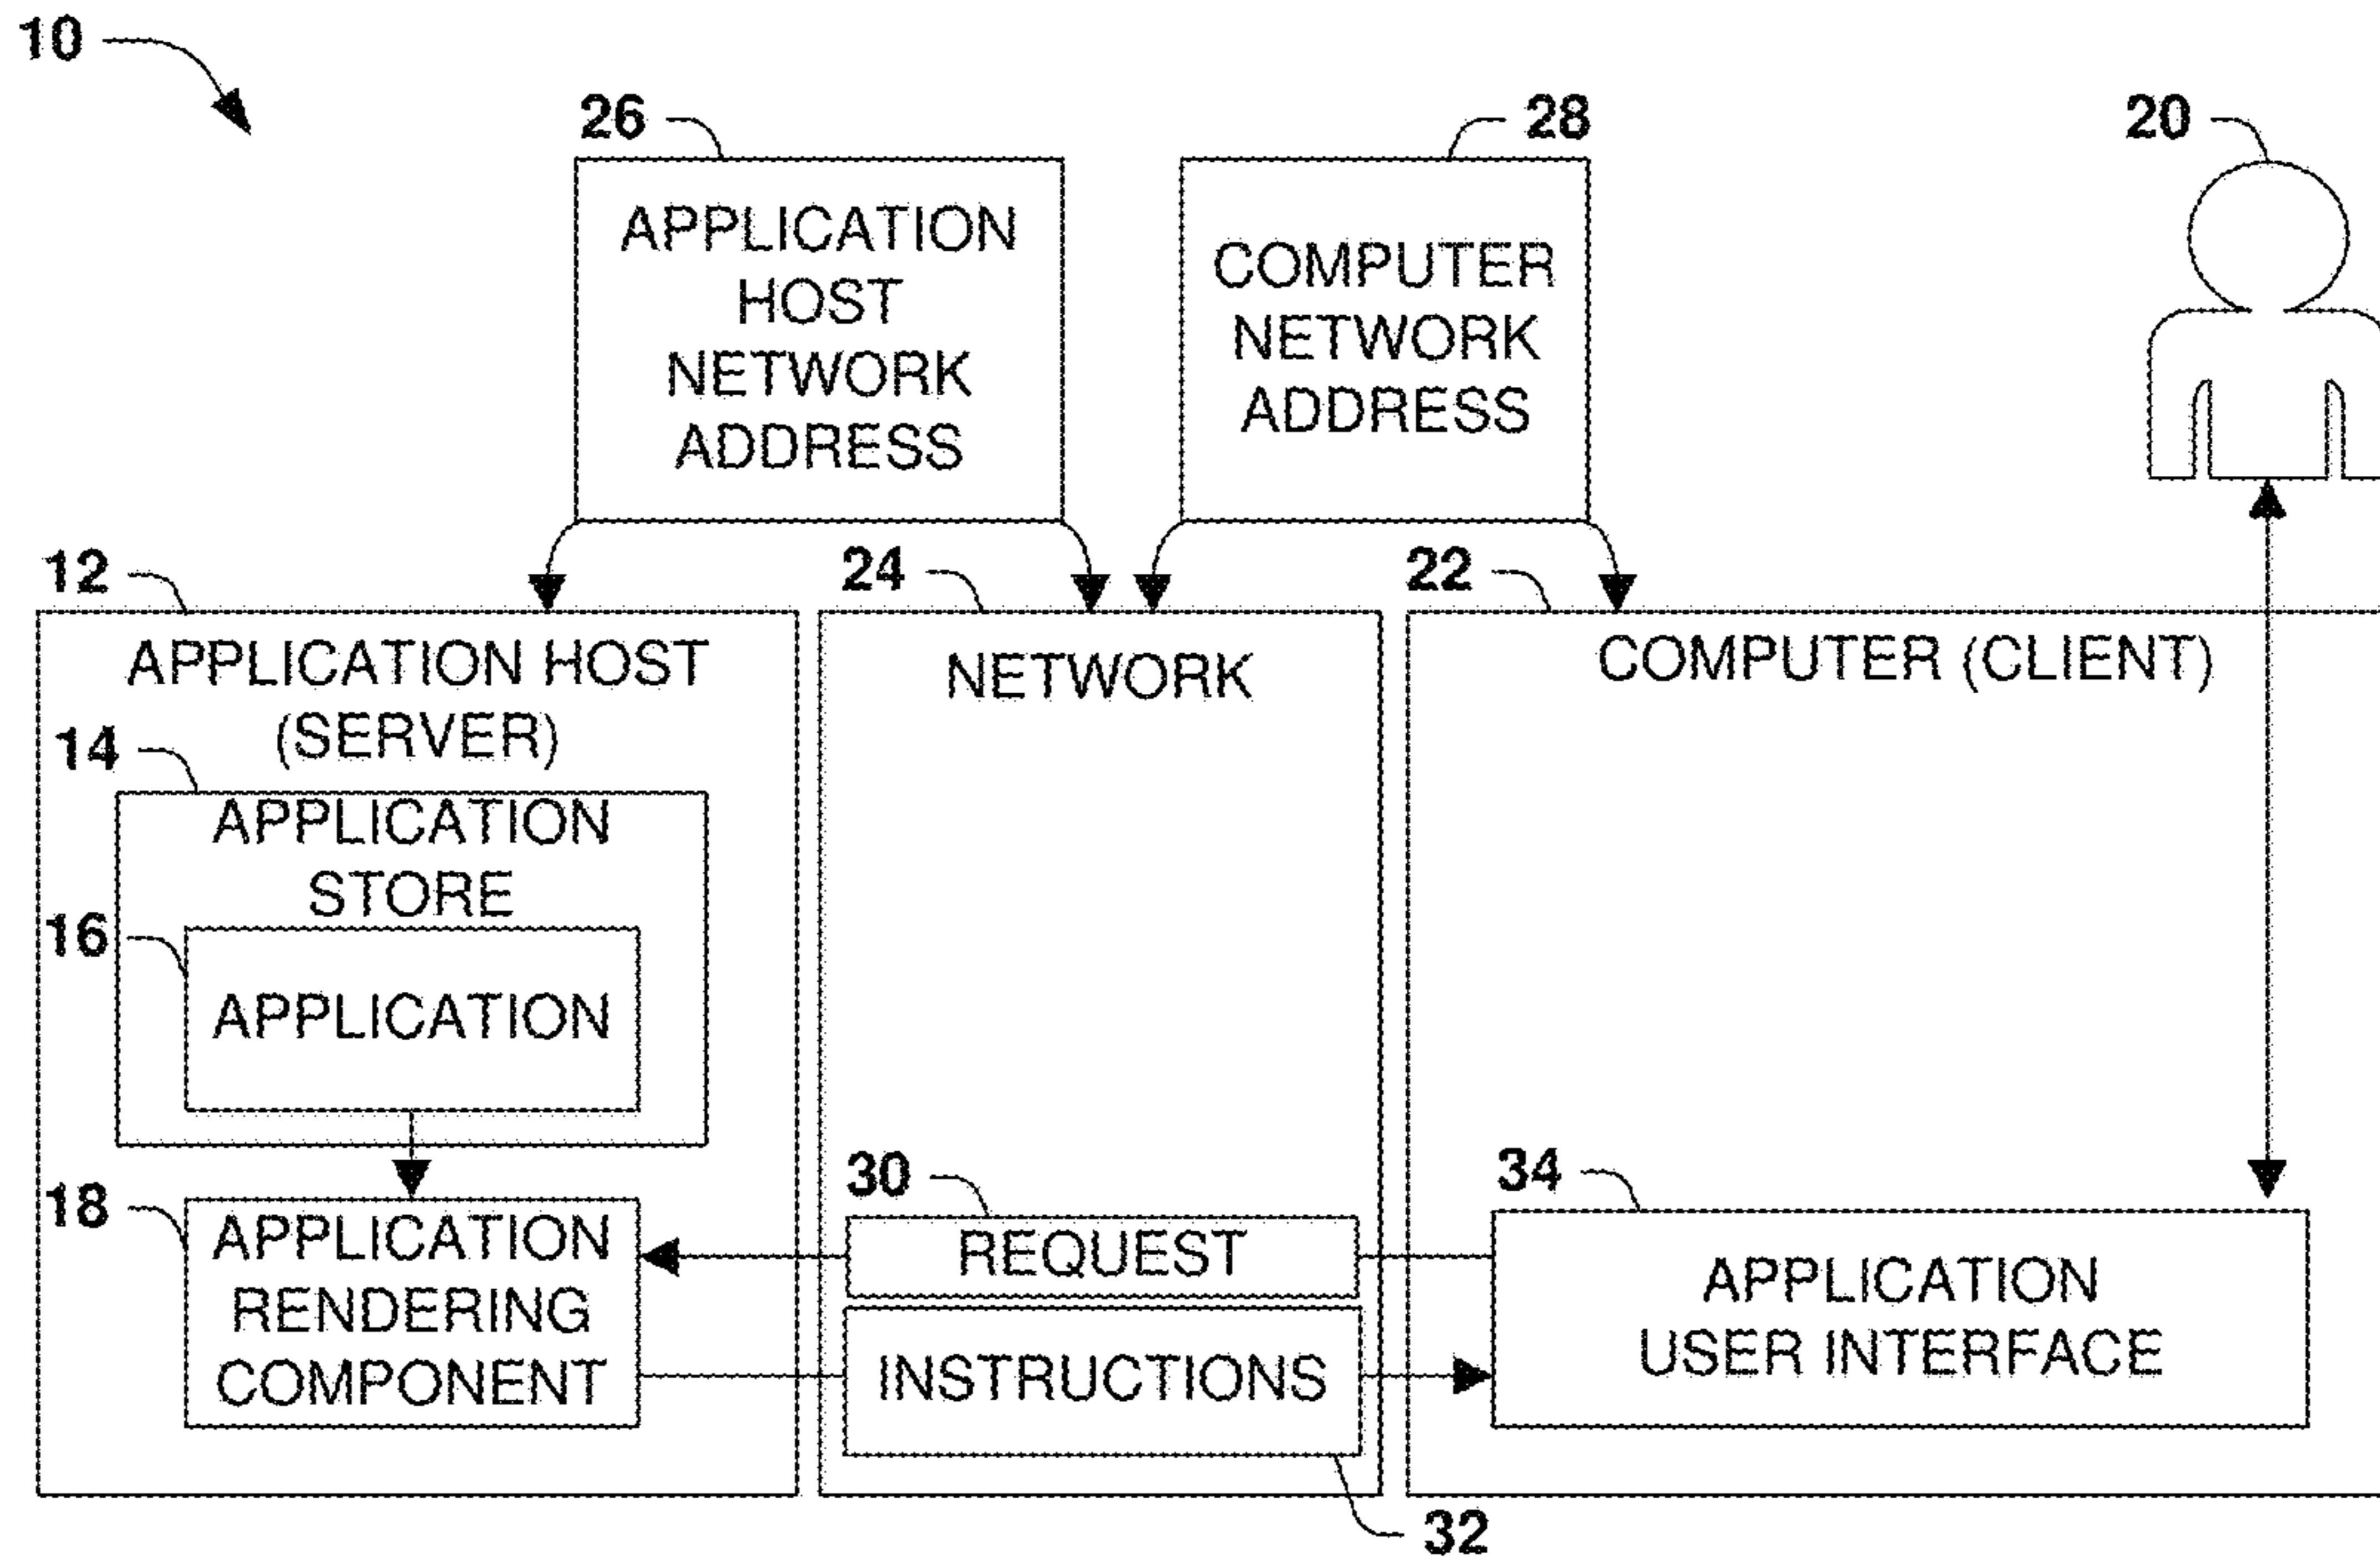 10
26
28
20
APPLICATION
HOST
NETWORK
ADDRESS
COMPUTER
NETWORK
ADDRESS
12
24
22
APPLICATION HOST
(SERVER)
NETWORK
COMPUTER (CLIENT)
14
APPLICATION
STORE
16
APPLICATION
18
APPLICATION
RENDERING
COMPONENT
30
REQUEST
INSTRUCTIONS
32
34
APPLICATION
USER INTERFACE